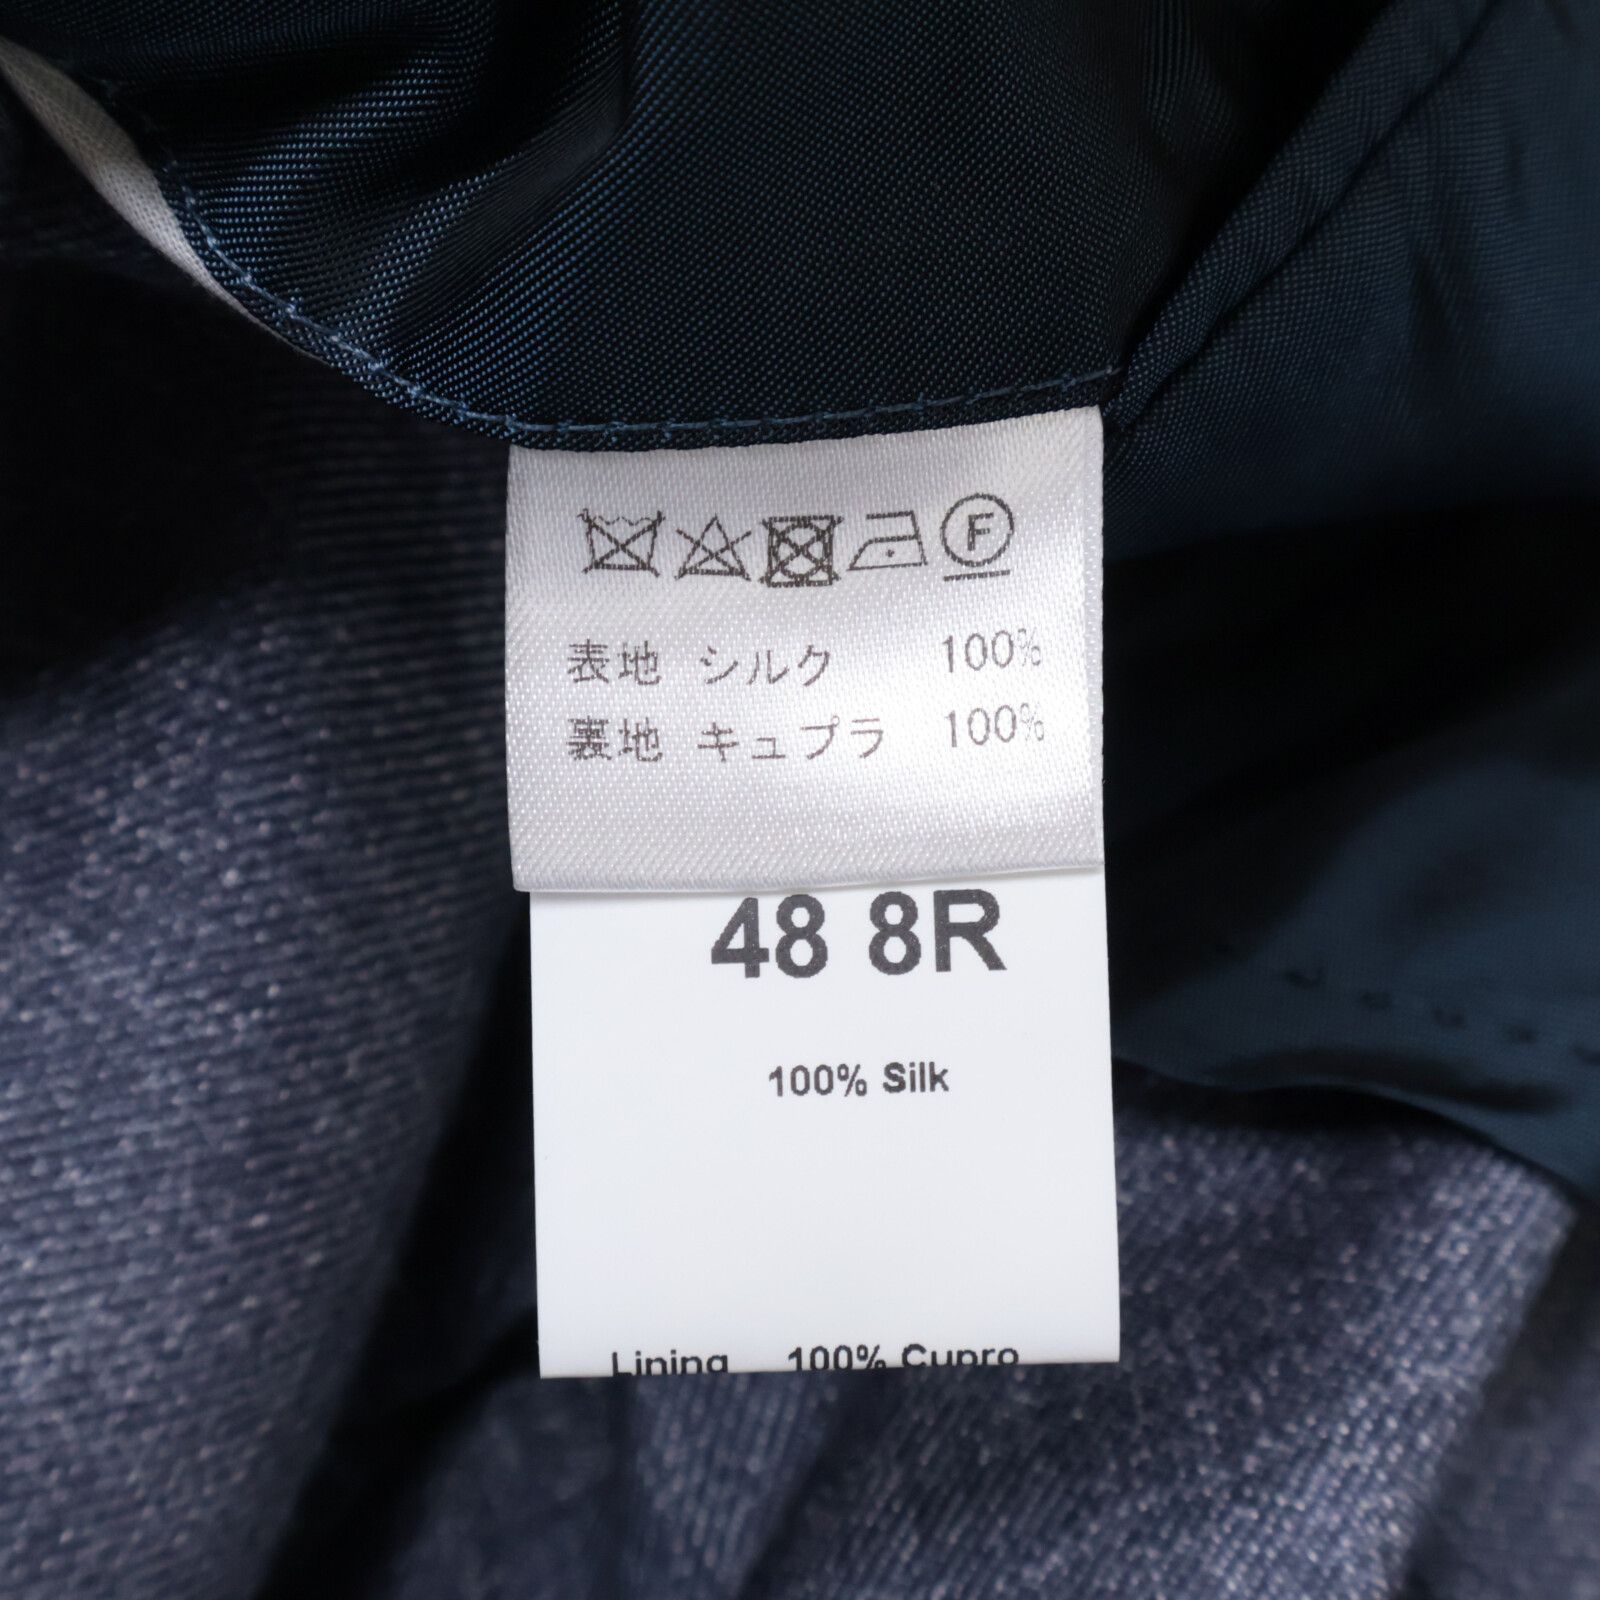 F
表地 シルク 100%
裏地 キュプラ 100%
48 8R
100% Silk
Lining 100% Cupro